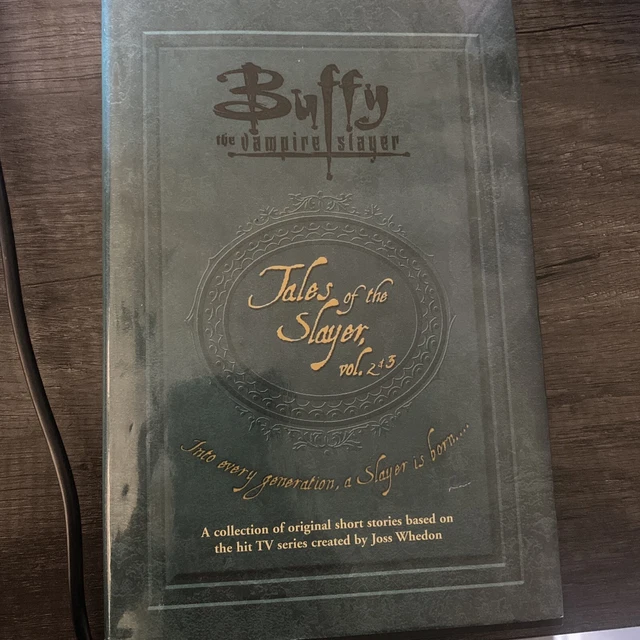 Buffy
the vampire slayer
Tales of the
Slayer,
vol. 2&3
Into every generation, a Slayer is born....
A collection of original short stories based on
the hit TV series created by Joss Whedon